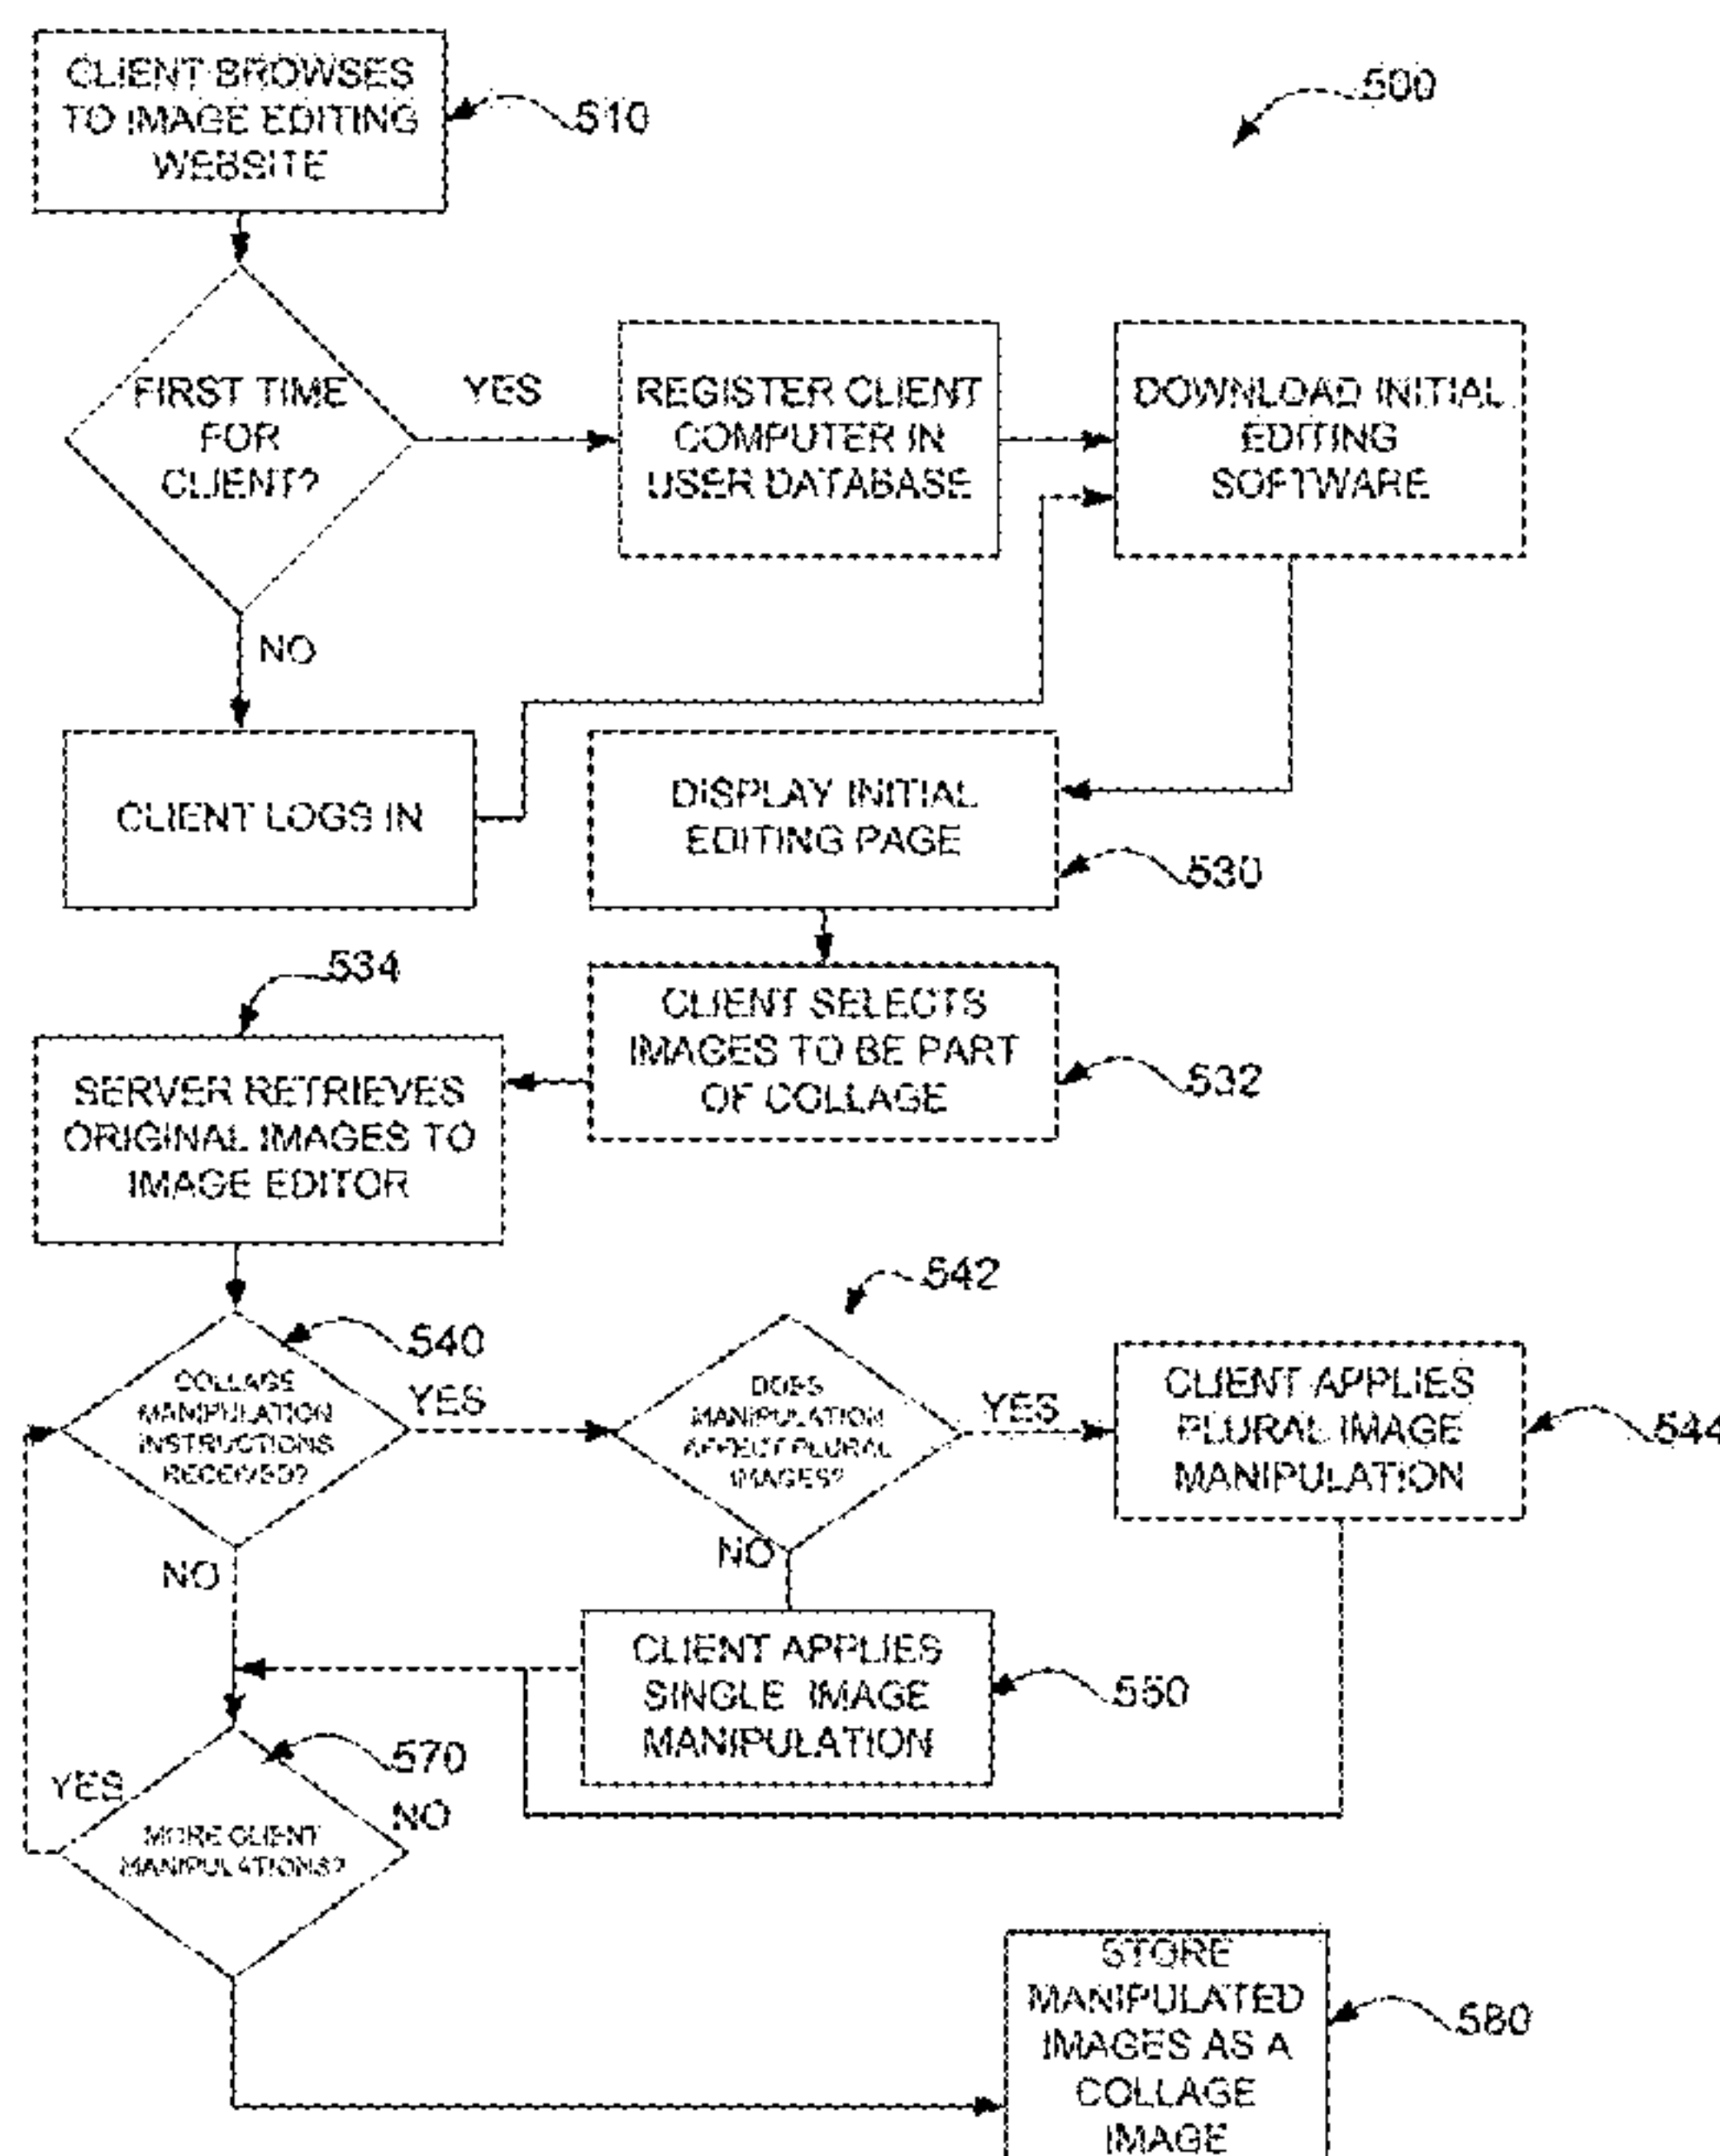 CLIENT BROWSES
TO IMAGE EDITING
WEBSITE
510
500
FIRST TIME
FOR
CLIENT?
YES
REGISTER CLIENT
COMPUTER IN
USER DATABASE
DOWNLOAD INITIAL
EDITING
SOFTWARE
NO
CLIENT LOGS IN
DISPLAY INITIAL
EDITING PAGE
530
534
CLIENT SELECTS
IMAGES TO BE PART
OF COLLAGE
532
SERVER RETRIEVES
ORIGINAL IMAGES TO
IMAGE EDITOR
540
COLLAGE
MANIPULATION
INSTRUCTIONS
RECEIVED?
YES
542
DOES
MANIPULATION
AFFECT PLURAL
IMAGES?
YES
CLIENT APPLIES
PLURAL IMAGE
MANIPULATION
544
NO
NO
CLIENT APPLIES
SINGLE IMAGE
MANIPULATION
550
570
YES
NO
MORE CLIENT
MANIPULATIONS?
STORE
MANIPULATED
IMAGES AS A
COLLAGE
IMAGE
580